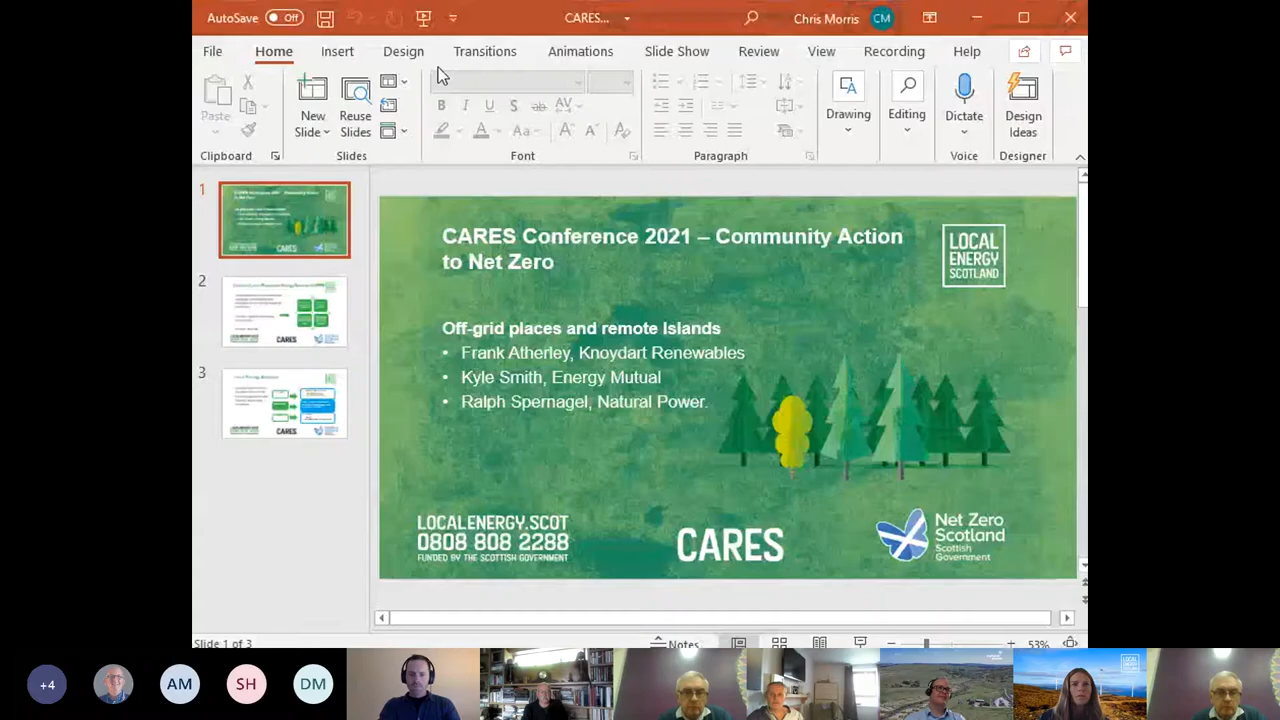 AutoSave Off
CARES...
Chris Morris CM
File Home Insert Design Transitions Animations Slide Show Review View Recording Help
Paste
New Slide
Reuse Slides
Drawing
Editing
Dictate
Design Ideas
Clipboard Slides Font Paragraph Voice Designer
1
2
3
CARES Conference 2021 – Community Action
to Net Zero
LOCAL
ENERGY
SCOTLAND
Off-grid places and remote Islands
• Frank Atherley, Knoydart Renewables
• Kyle Smith, Energy Mutual
• Ralph Spernagel, Natural Power.
LOCALENERGY.SCOT
0808 808 2288
FUNDED BY THE SCOTTISH GOVERNMENT
CARES
Net Zero
Scotland
Scottish
Government
Slide 1 of 3
Notes
53%
+4 AM SH DM